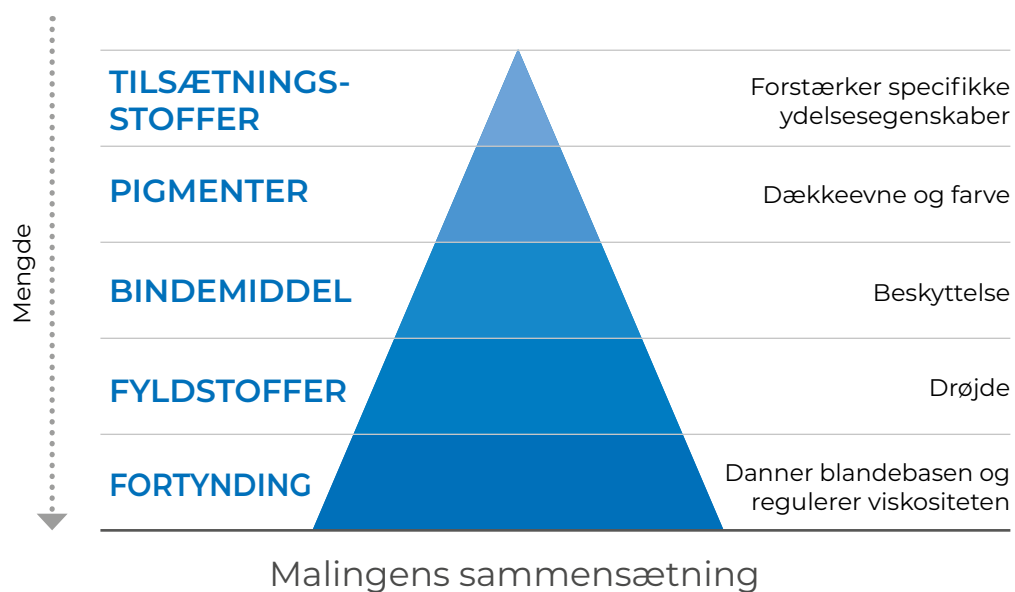 TILSÆTNINGS-
STOFFER
Forstærker specifikke
ydelsesegenskaber
PIGMENTER
Dækkeevne og farve
Mengde
BINDEMIDDEL
Beskyttelse
FYLDSTOFFER
Drøjde
FORTYNDING
Danner blandebasen og
regulerer viskositeten
Malingens sammensætning